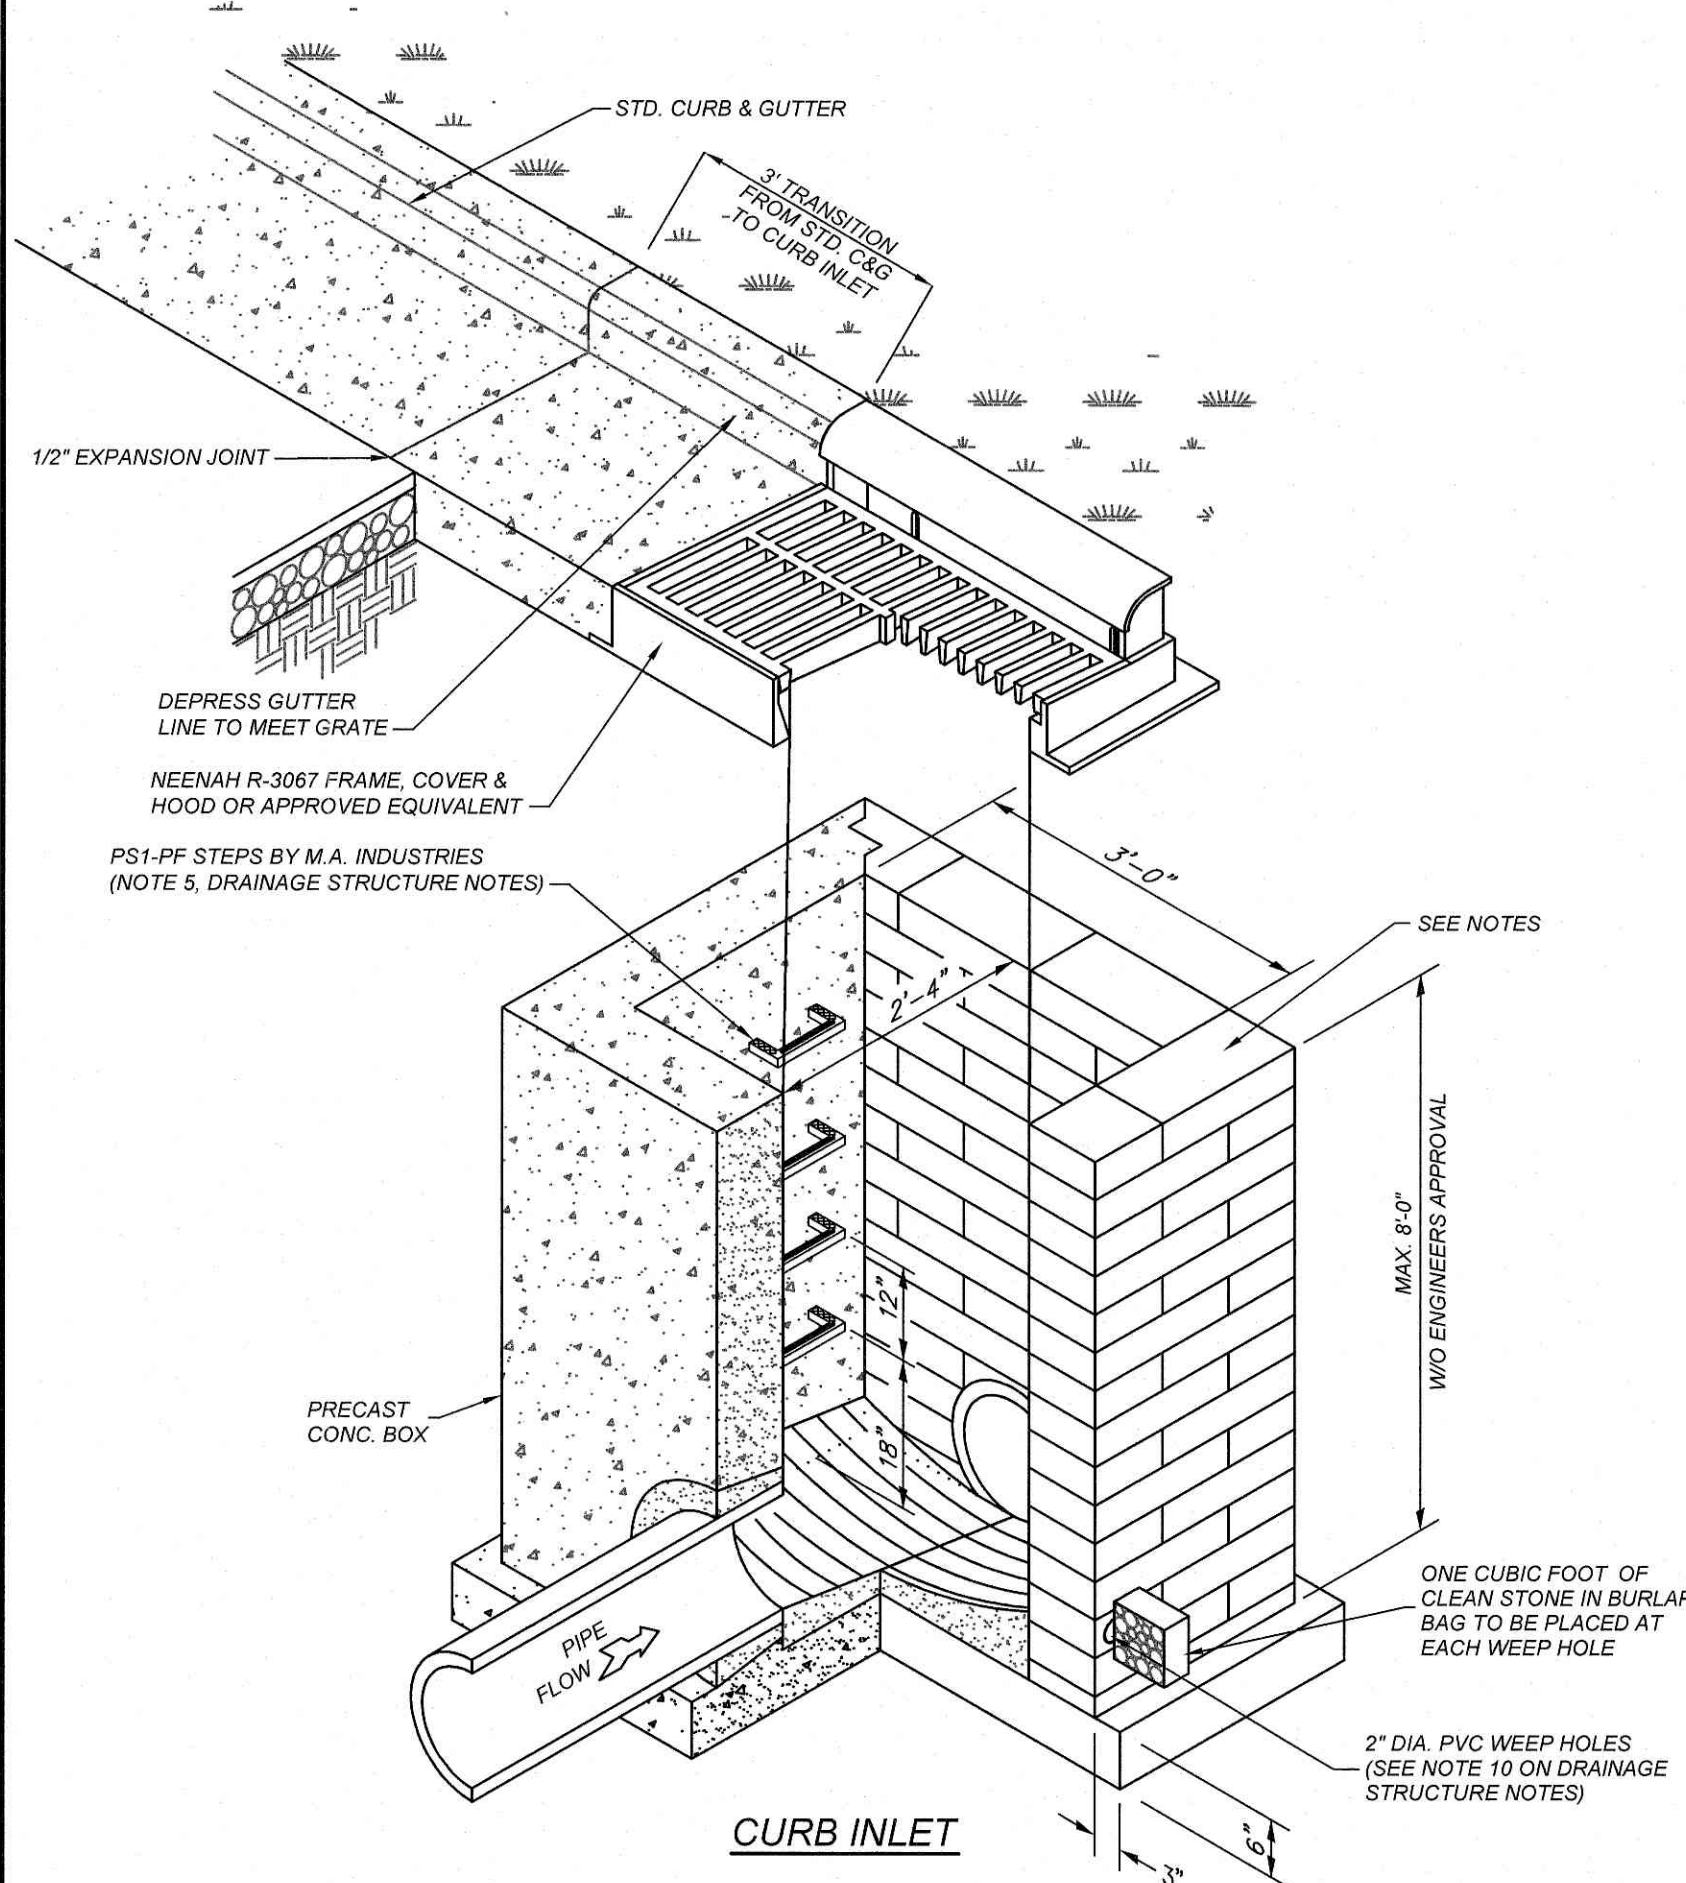 STD. CURB & GUTTER
3' TRANSITION
FROM STD. C&G
TO CURB INLET
1/2" EXPANSION JOINT
DEPRESS GUTTER
LINE TO MEET GRATE
NEENAH R-3067 FRAME, COVER &
HOOD OR APPROVED EQUIVALENT
PS1-PF STEPS BY M.A. INDUSTRIES
(NOTE 5, DRAINAGE STRUCTURE NOTES)
3'-0"
SEE NOTES
2'-4"
MAX. 8'-0"
W/O ENGINEERS APPROVAL
12"
18"
PRECAST
CONC. BOX
PIPE
FLOW
ONE CUBIC FOOT OF
CLEAN STONE IN BURLAP
BAG TO BE PLACED AT
EACH WEEP HOLE
2" DIA. PVC WEEP HOLES
(SEE NOTE 10 ON DRAINAGE
STRUCTURE NOTES)
CURB INLET
6"
3"